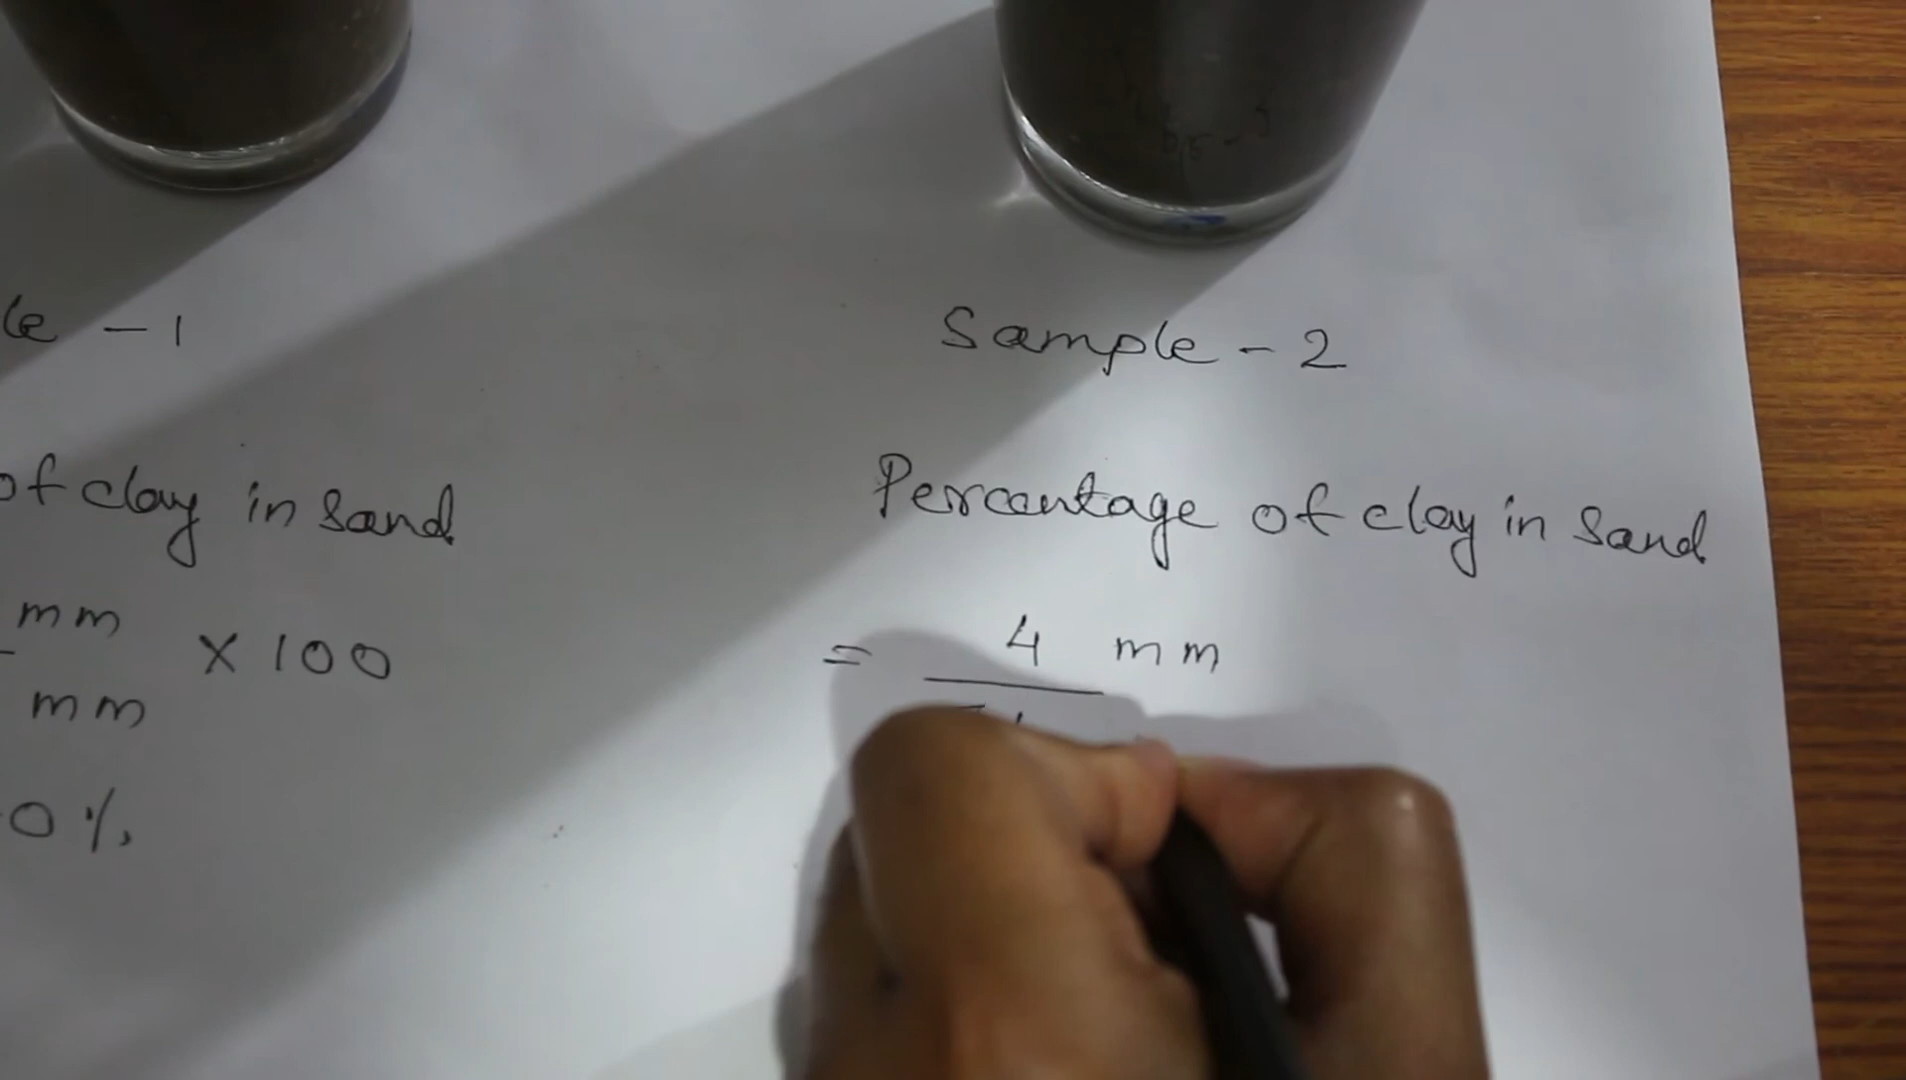 le - 1
Sample - 2
of clay in Sand
Percentage of clay in Sand
mm
mm × 100
0%
= 4 mm